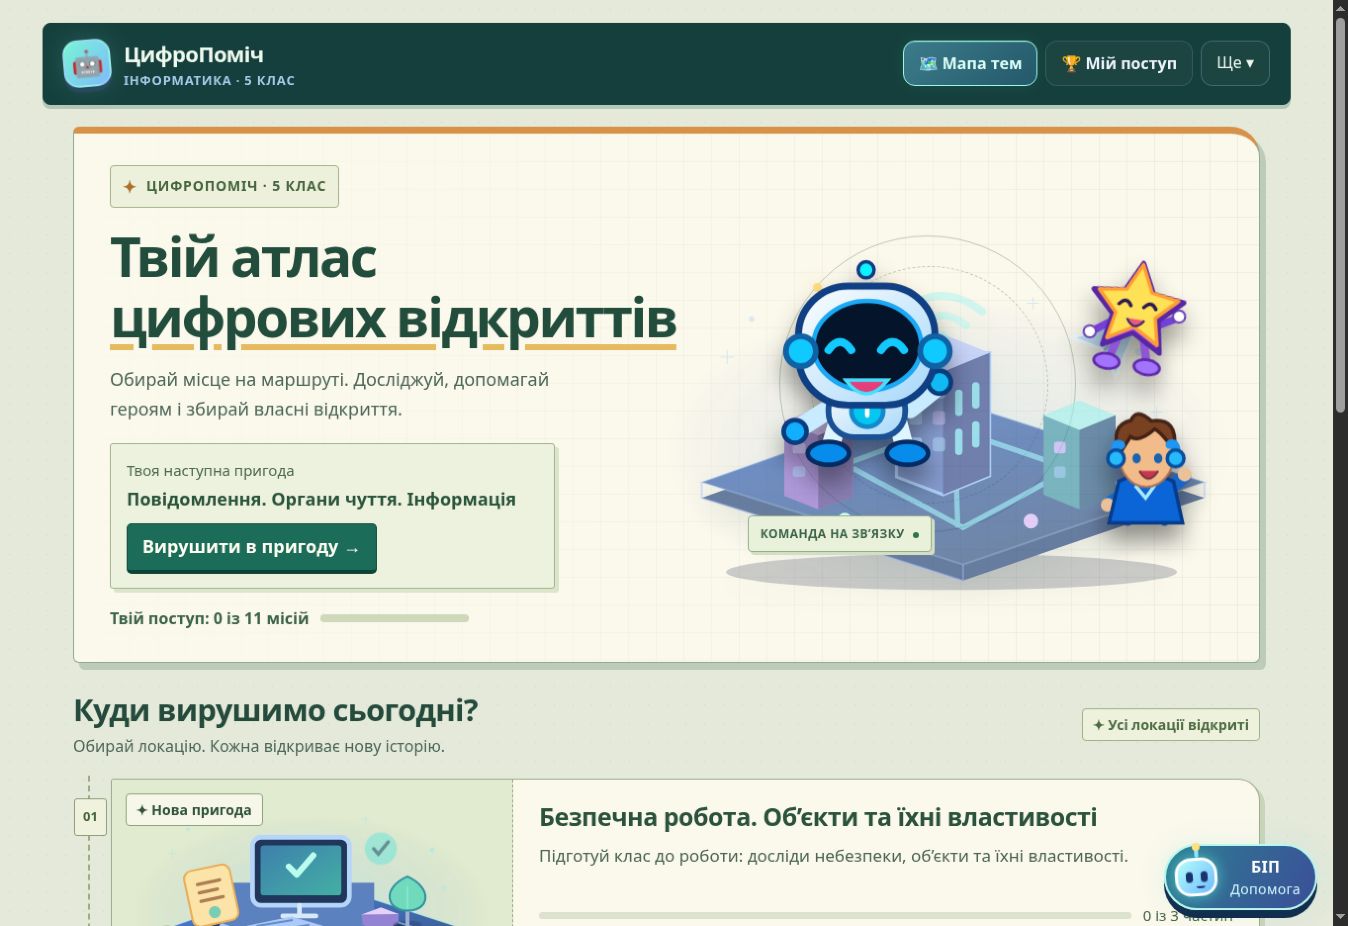 ЦифроПоміч
ІНФОРМАТИКА · 5 КЛАС
Мапа тем
Мій поступ
Ще ▾
✦ ЦИФРОПОМІЧ · 5 КЛАС
Твій атлас
цифрових відкриттів
Обирай місце на маршруті. Досліджуй, допомагай
героям і збирай власні відкриття.
Твоя наступна пригода
Повідомлення. Органи чуття. Інформація
Вирушити в пригоду →
Твій поступ: 0 із 11 місій
КОМАНДА НА ЗВ’ЯЗКУ
Куди вирушимо сьогодні?
Обирай локацію. Кожна відкриває нову історію.
✦ Усі локації відкриті
01
✦ Нова пригода
Безпечна робота. Об’єкти та їхні властивості
Підготуй клас до роботи: досліди небезпеки, об’єкти та їхні властивості.
0 із 3 частин
БІП
Допомога